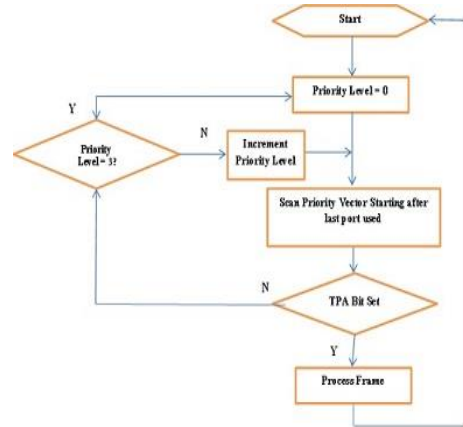 Start
Priority Level = 0
Y
Priority
Level = 3?
N
Increment
Priority Level
Scan Priority Vector Starting after
last port used
N
TPA Bit Set
Y
Process Frame